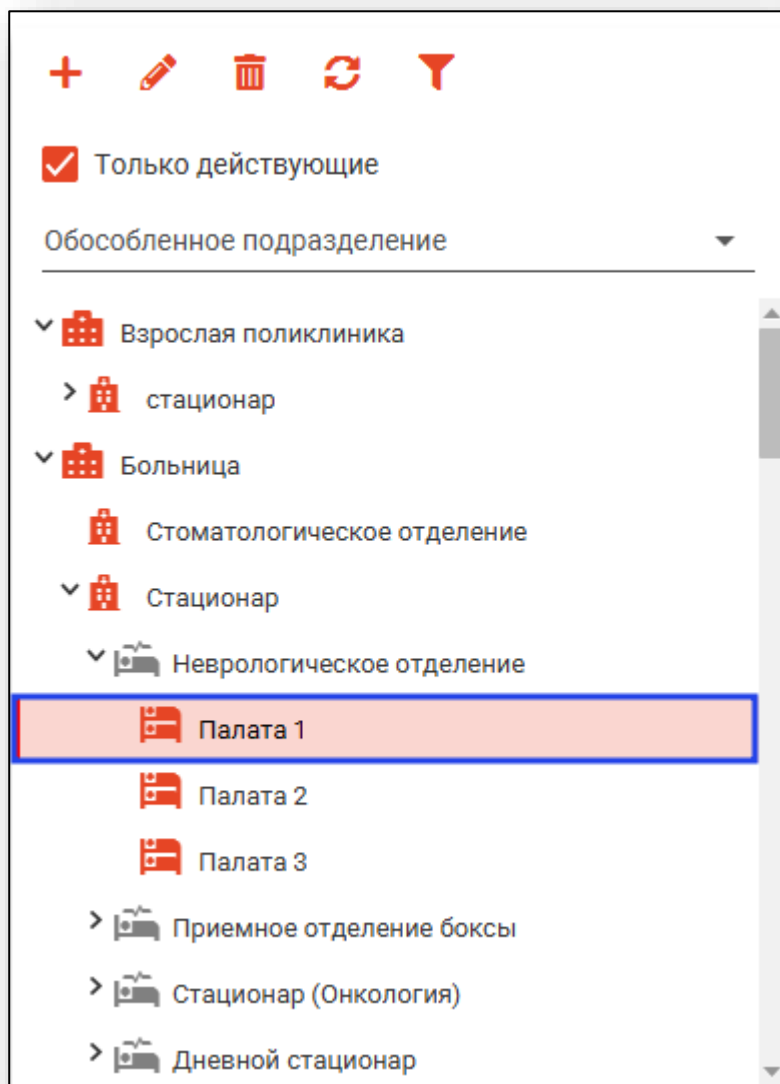 Только действующие
Обособленное подразделение
Взрослая поликлиника
стационар
Больница
Стоматологическое отделение
Стационар
Неврологическое отделение
Палата 1
Палата 2
Палата 3
Приемное отделение боксы
Стационар (Онкология)
Дневной стационар